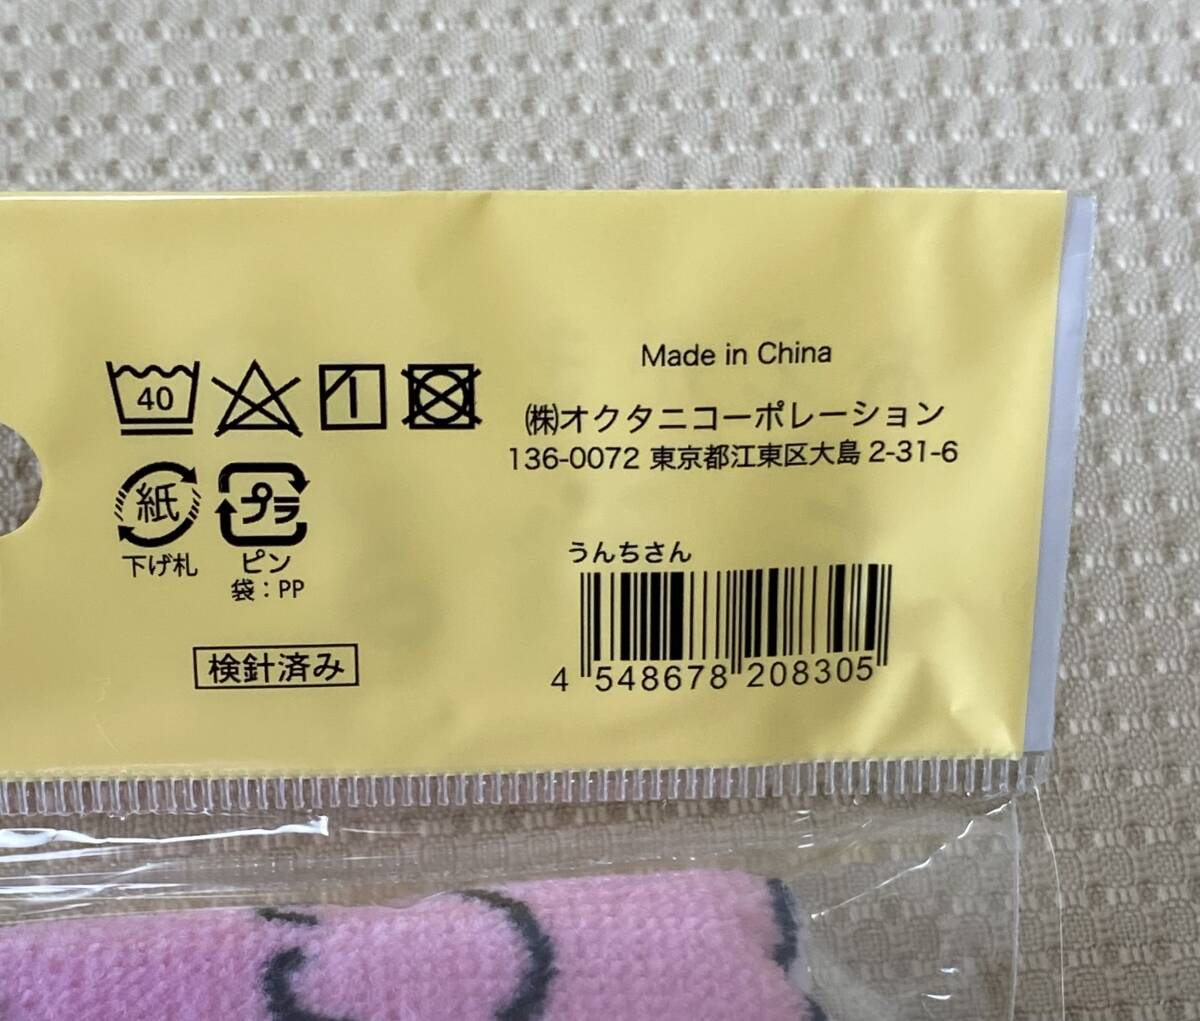 40
Made in China
㈱オクタニコーポレーション
136-0072 東京都江東区大島 2-31-6
紙
プラ
下げ札
ピン
袋：PP
うんちさん
検針済み
4 548678 208305